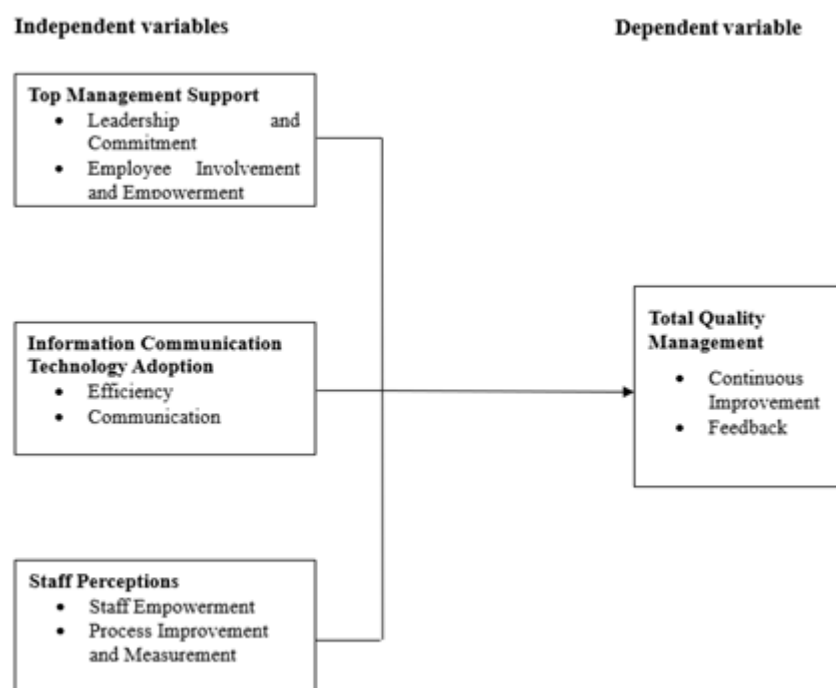 Independent variables
Dependent variable
Top Management Support
• Leadership and
Commitment
• Employee Involvement
and Empowerment
Information Communication
Technology Adoption
• Efficiency
• Communication
Total Quality
Management
• Continuous
Improvement
• Feedback
Staff Perceptions
• Staff Empowerment
• Process Improvement
and Measurement